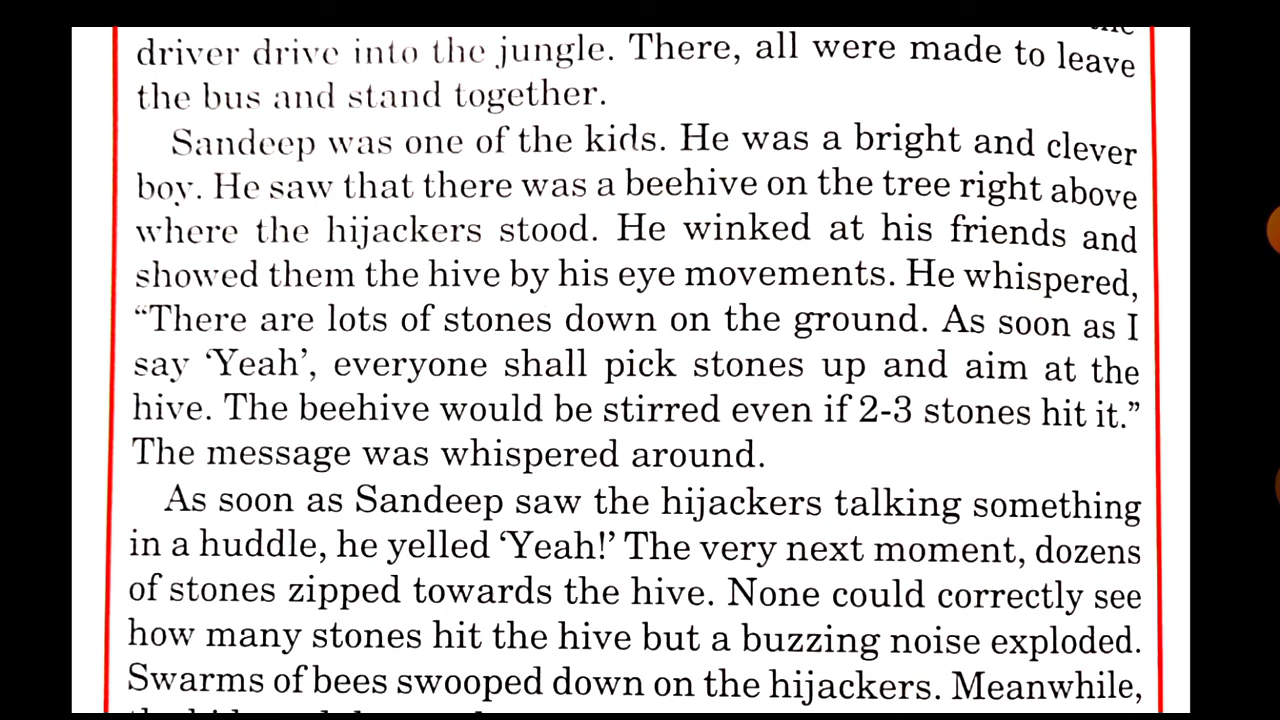 driver drive into the jungle. There, all were made to leave
the bus and stand together.
Sandeep was one of the kids. He was a bright and clever
boy. He saw that there was a beehive on the tree right above
where the hijackers stood. He winked at his friends and
showed them the hive by his eye movements. He whispered,
“There are lots of stones down on the ground. As soon as I
say ‘Yeah’, everyone shall pick stones up and aim at the
hive. The beehive would be stirred even if 2-3 stones hit it.”
The message was whispered around.
As soon as Sandeep saw the hijackers talking something
in a huddle, he yelled ‘Yeah!’ The very next moment, dozens
of stones zipped towards the hive. None could correctly see
how many stones hit the hive but a buzzing noise exploded.
Swarms of bees swooped down on the hijackers. Meanwhile,